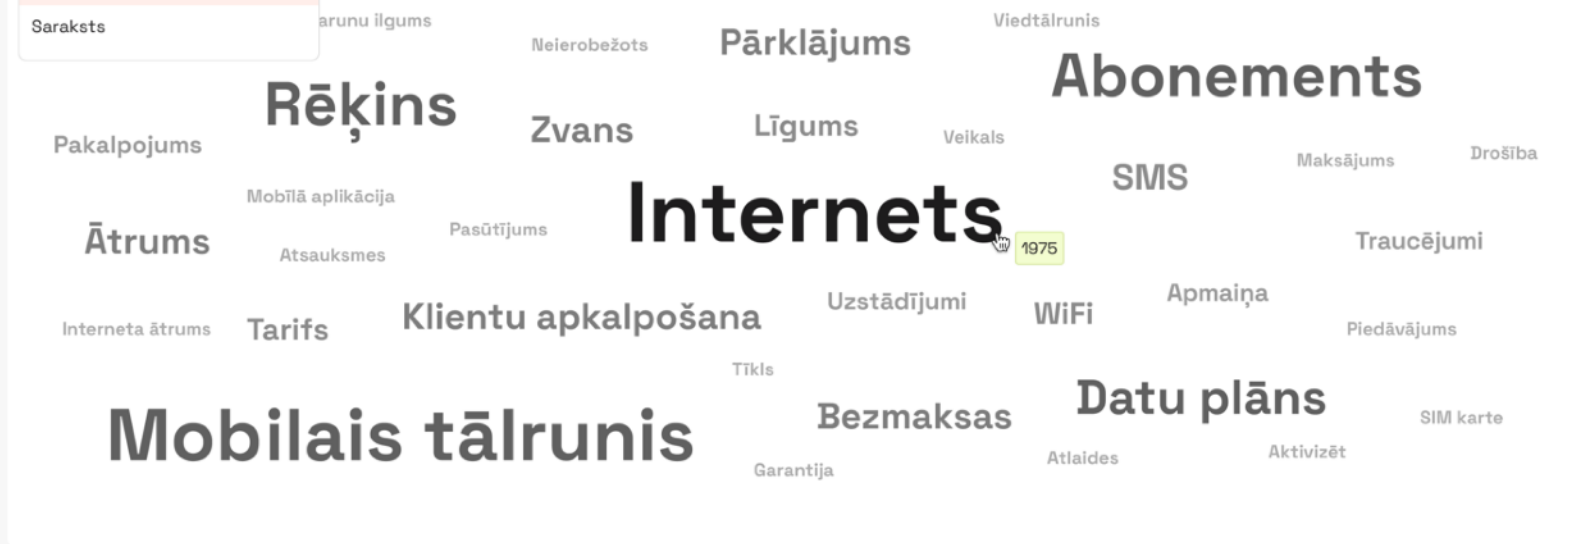 Saraksts
arunu ilgums
Viedtālrunis
Neierobežots
Pārklājums
Abonements
Rēķins
Zvans
Līgums
Veikals
Pakalpojums
Maksājums
Drošība
SMS
Mobīlā aplikācija
Internets
Pasūtījums
Ātrums
1975
Traucējumi
Atsauksmes
Apmaiņa
Uzstādījumi
WiFi
Klientu apkalpošana
Interneta ātrums
Tarifs
Piedāvājums
Tīkls
Datu plāns
Bezmaksas
SIM karte
Mobilais tālrunis
Aktivizēt
Atlaides
Garantija